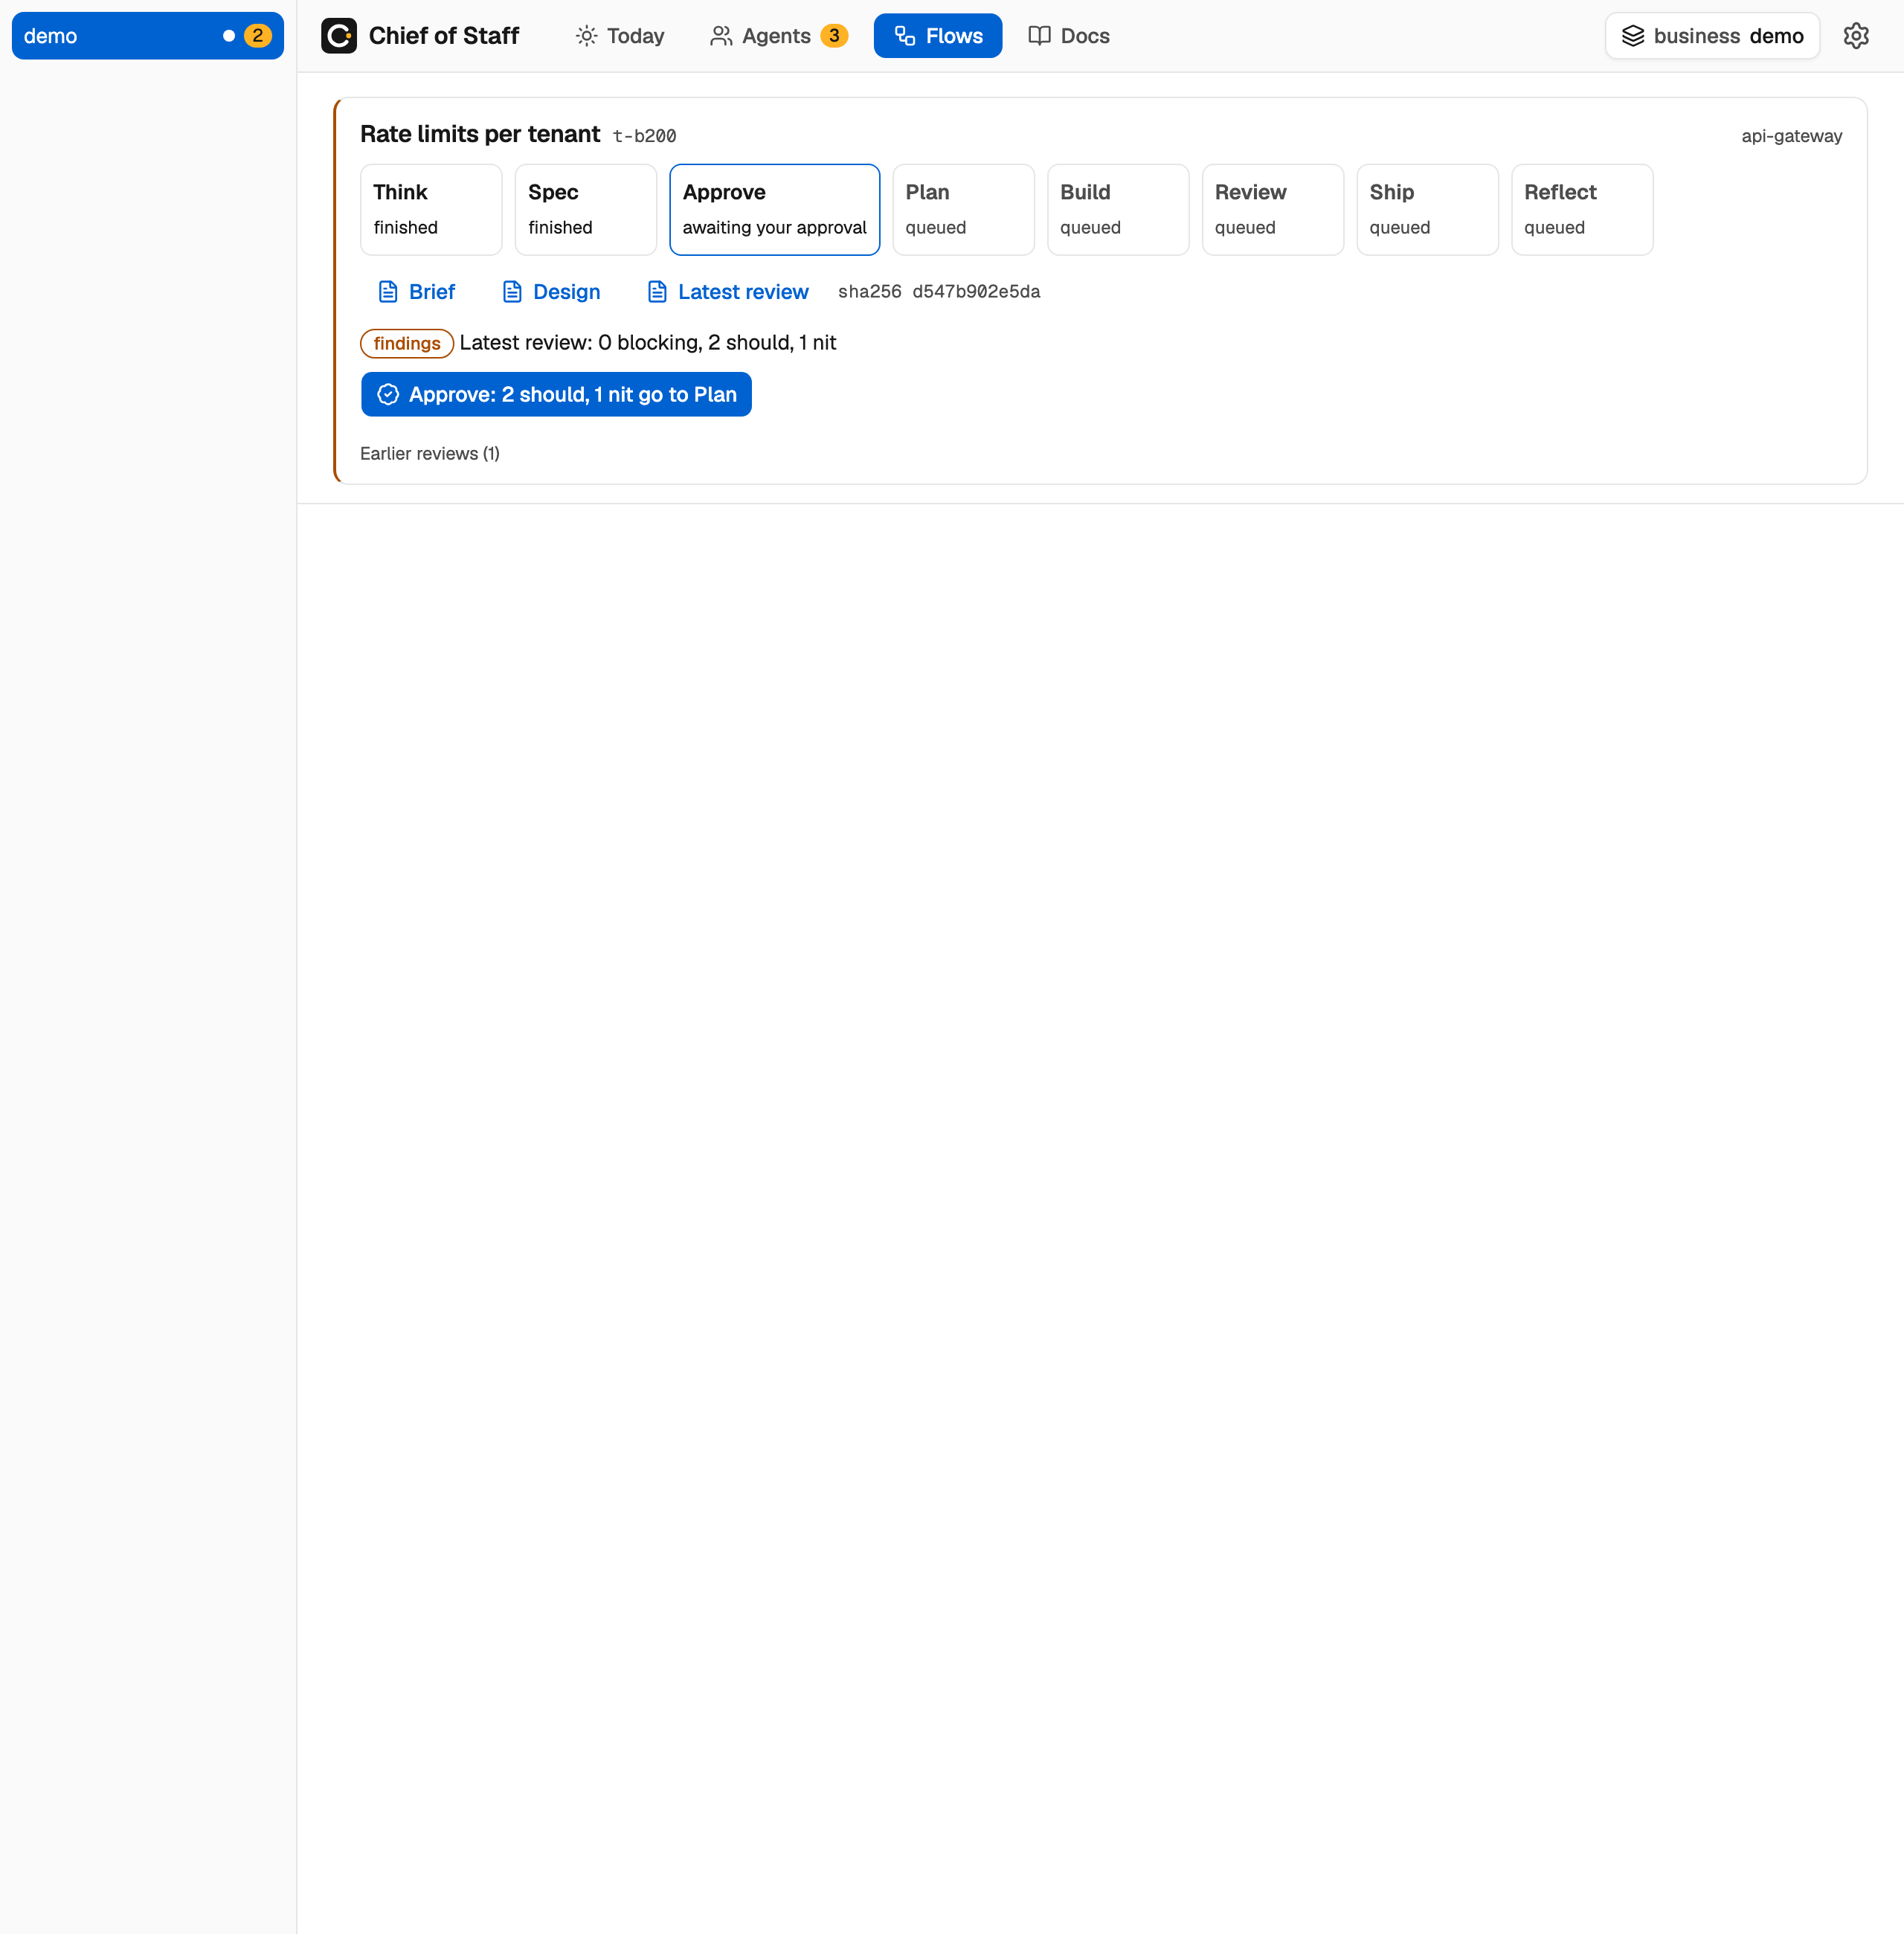 demo 2
Chief of Staff Today Agents 3 Flows Docs business demo
Rate limits per tenant t-b200 api-gateway
Think Spec Approve Plan Build Review Ship Reflect
finished finished awaiting your approval queued queued queued queued queued
Brief Design Latest review sha256 d547b902e5da
findings Latest review: 0 blocking, 2 should, 1 nit
Approve: 2 should, 1 nit go to Plan
Earlier reviews (1)